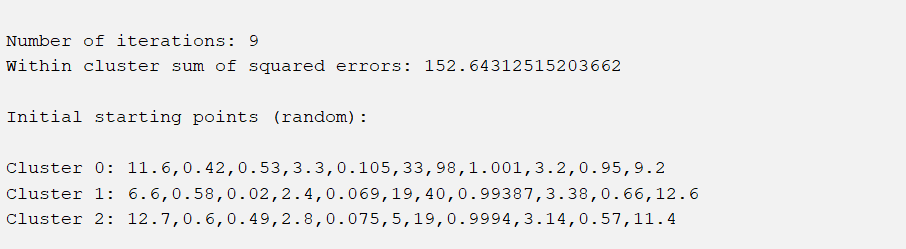 Number of iterations: 9
Within cluster sum of squared errors: 152.64312515203662
Initial starting points (random):
Cluster 0: 11.6,0.42,0.53,3.3,0.105,33,98,1.001,3.2,0.95,9.2
Cluster 1: 6.6,0.58,0.02,2.4,0.069,19,40,0.99387,3.38,0.66,12.6
Cluster 2: 12.7,0.6,0.49,2.8,0.075,5,19,0.9994,3.14,0.57,11.4